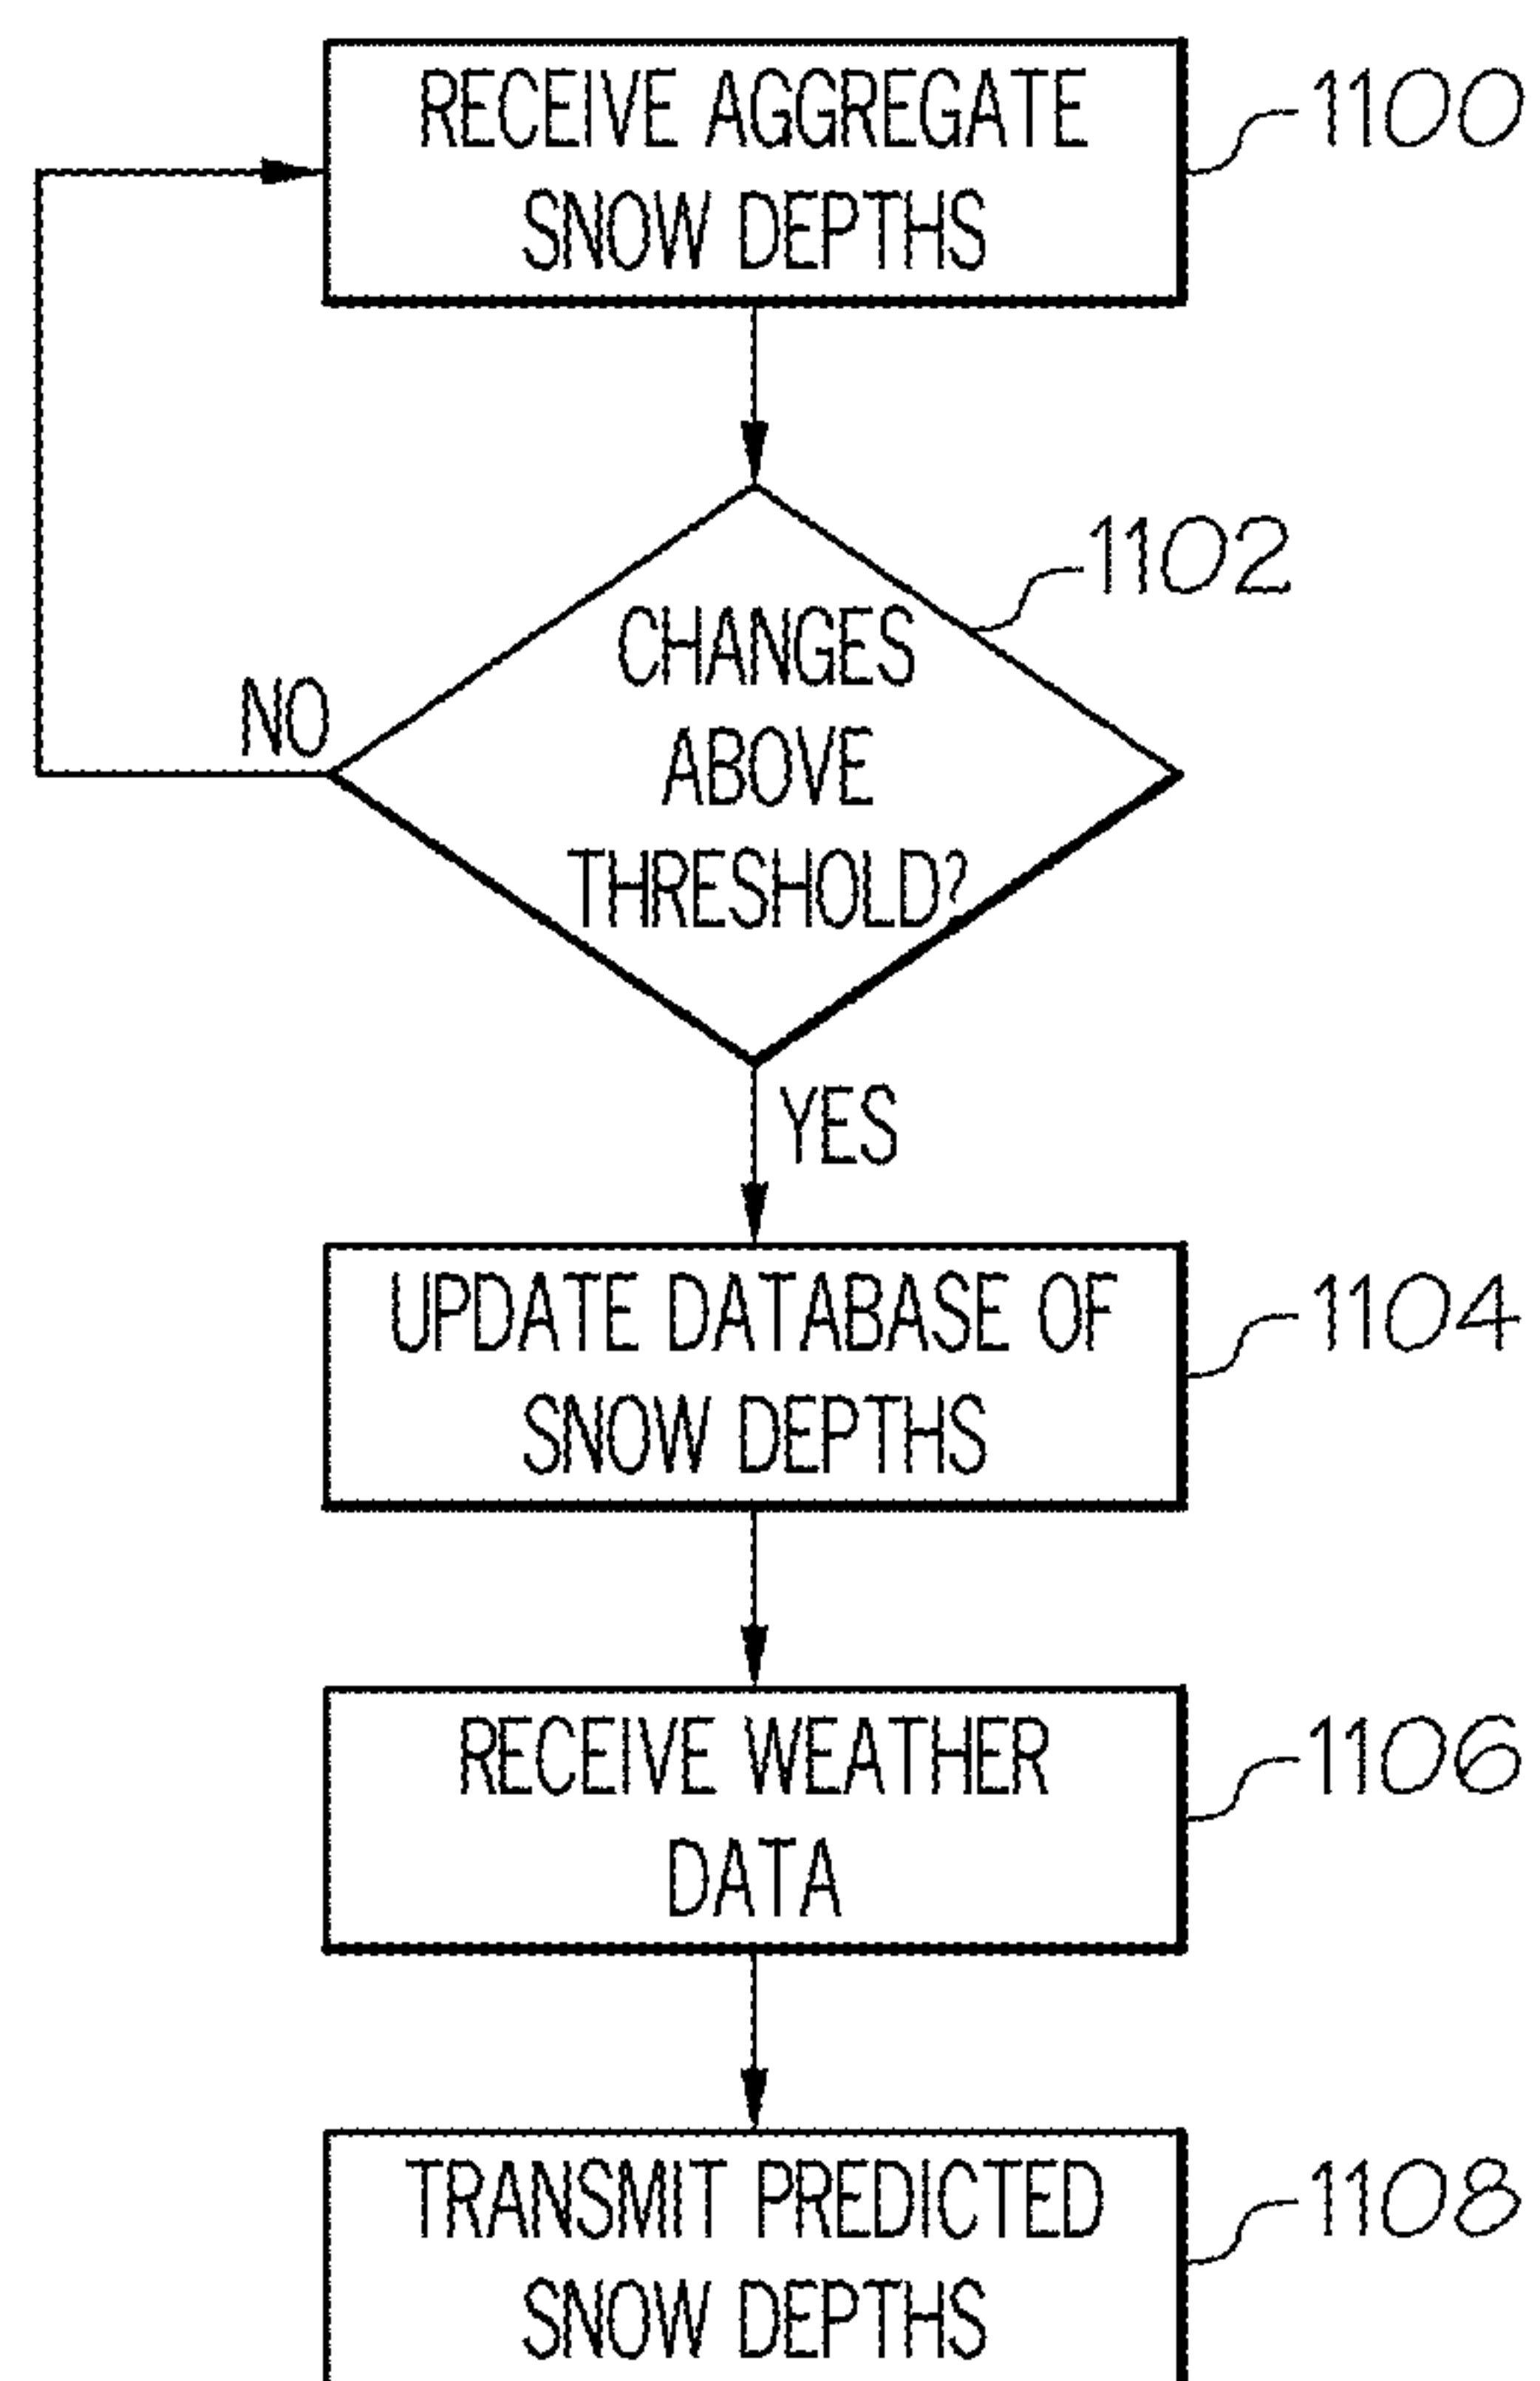 RECEIVE AGGREGATE
SNOW DEPTHS
1100
1102
CHANGES
ABOVE
THRESHOLD?
NO
YES
UPDATE DATABASE OF
SNOW DEPTHS
1104
RECEIVE WEATHER
DATA
1106
TRANSMIT PREDICTED
SNOW DEPTHS
1108